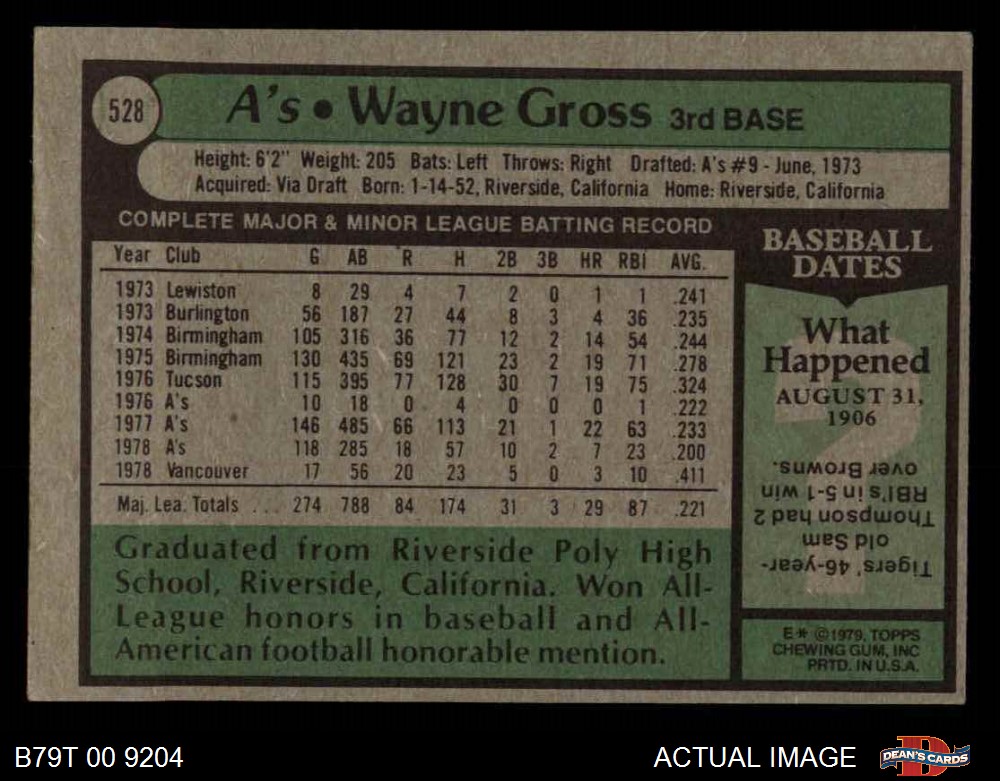 528
A's • Wayne Gross 3rd BASE
Height: 6'2" Weight: 205 Bats: Left Throws: Right Drafted: A's #9 - June, 1973
Acquired: Via Draft Born: 1-14-52, Riverside, California Home: Riverside, California
COMPLETE MAJOR & MINOR LEAGUE BATTING RECORD
Year Club G AB R H 2B 3B HR RBI AVG.
1973 Lewiston 8 29 4 7 2 0 1 1 .241
1973 Burlington 56 187 27 44 8 3 4 36 .235
1974 Birmingham 105 316 36 77 12 2 14 54 .244
1975 Birmingham 130 435 69 121 23 2 19 71 .278
1976 Tucson 115 395 77 128 30 7 19 75 .324
1976 A's 10 18 0 4 0 0 0 1 .222
1977 A's 146 485 66 113 21 1 22 63 .233
1978 A's 118 285 18 57 10 2 7 23 .200
1978 Vancouver 17 56 20 23 5 0 3 10 .411
Maj. Lea. Totals ... 274 788 84 174 31 3 29 87 .221
Graduated from Riverside Poly High
School, Riverside, California. Won All-
League honors in baseball and All-
American football honorable mention.
BASEBALL
DATES
What
Happened
AUGUST 31,
1906
Tigers' 46-year-
old Sam
Thompson had 2
RBI's in 5-1 win
over Browns.
E* ©1979, TOPPS
CHEWING GUM, INC
PRTD. IN U.S.A.
B79T 00 9204
ACTUAL IMAGE
DEAN'S CARDS